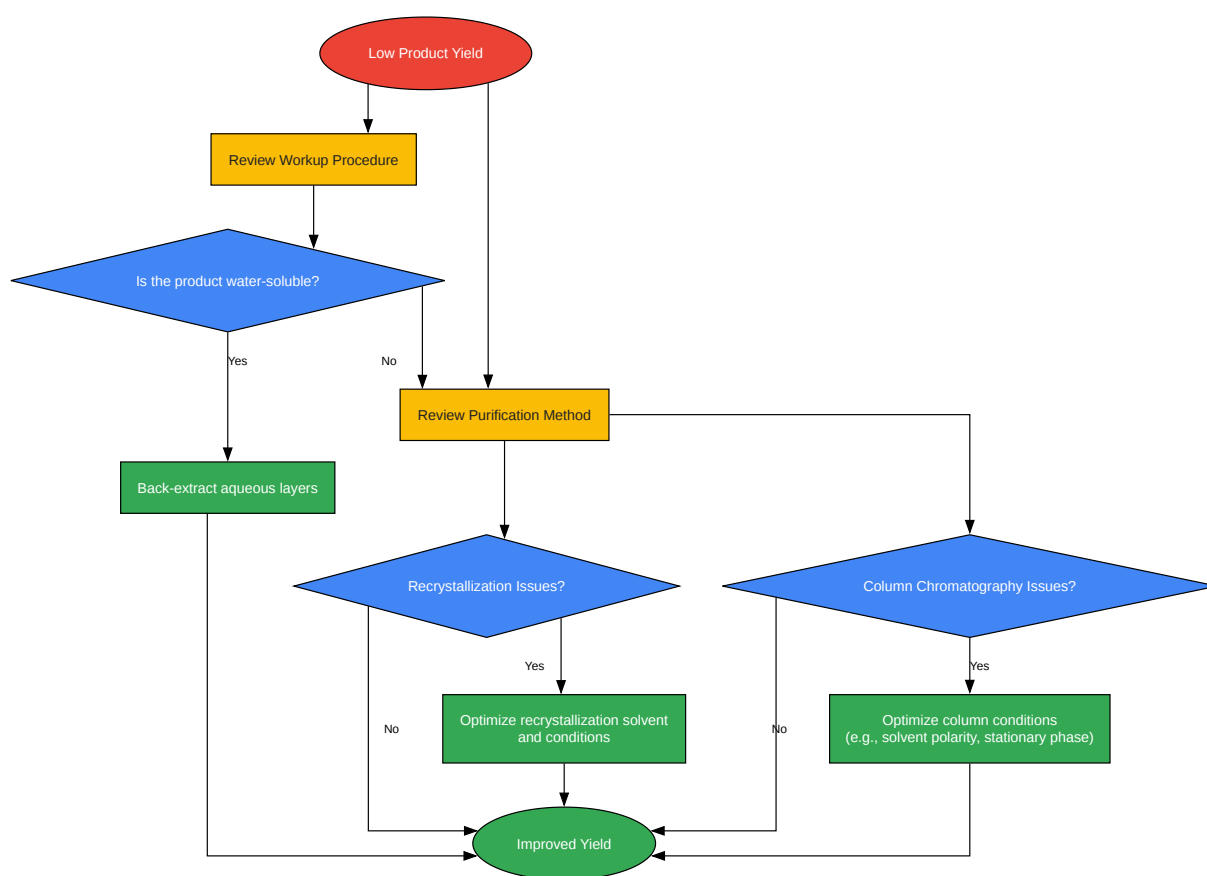 Low Product Yield
Review Workup Procedure
Is the product water-soluble?
Yes
No
Review Purification Method
Back-extract aqueous layers
Recrystallization Issues?
Column Chromatography Issues?
Yes
Yes
No
Optimize recrystallization solvent
and conditions
No
Optimize column conditions
(e.g., solvent polarity, stationary phase)
Improved Yield